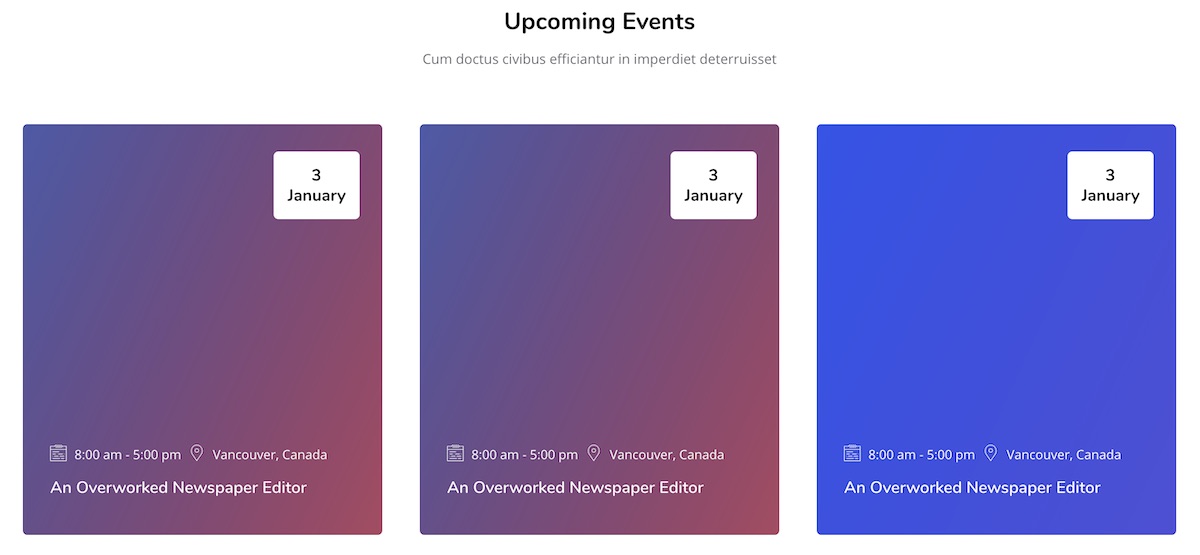 Upcoming Events
Cum doctus civibus efficiantur in imperdiet deterruisset
3
January
8:00 am - 5:00 pm Vancouver, Canada
An Overworked Newspaper Editor
3
January
8:00 am - 5:00 pm Vancouver, Canada
An Overworked Newspaper Editor
3
January
8:00 am - 5:00 pm Vancouver, Canada
An Overworked Newspaper Editor